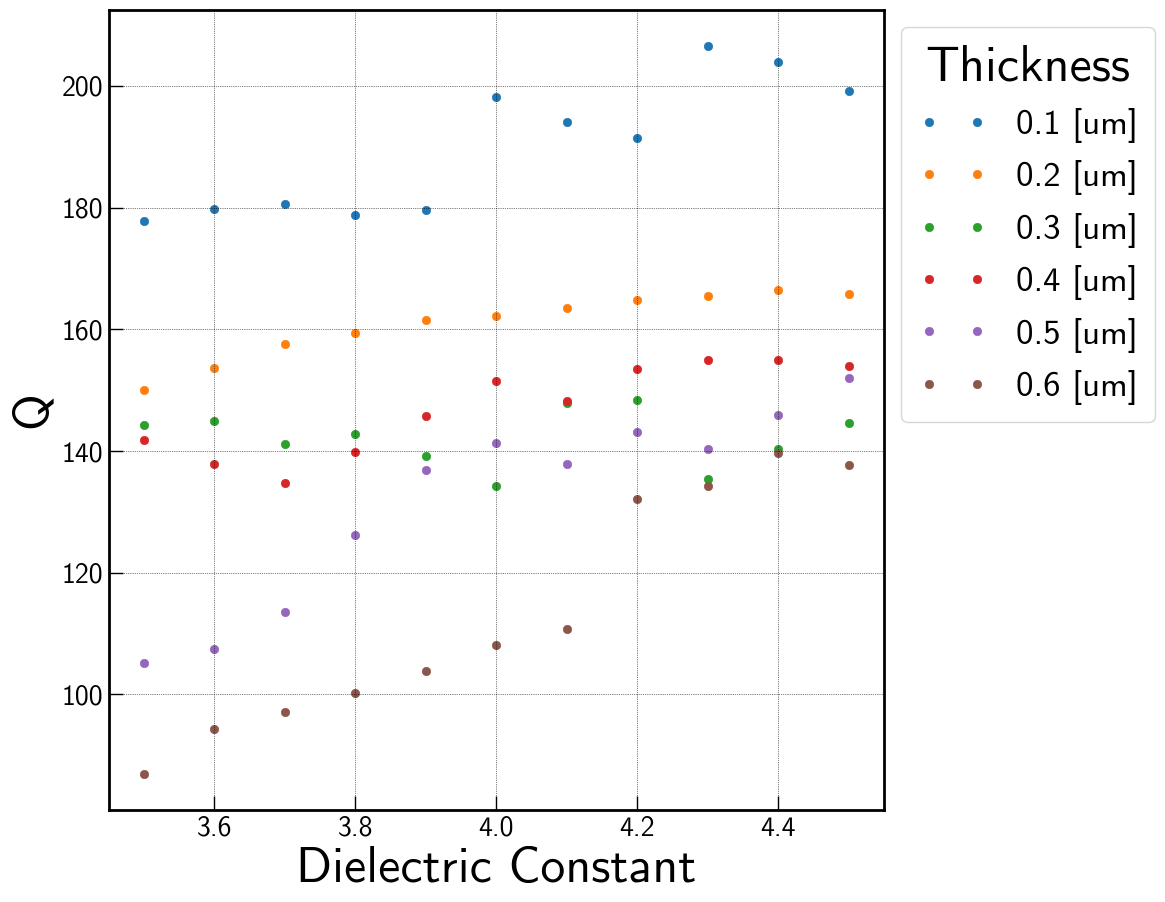 200
180
160
140
120
100
Q
3.6 3.8 4.0 4.2 4.4
Dielectric Constant
Thickness
0.1 [um]
0.2 [um]
0.3 [um]
0.4 [um]
0.5 [um]
0.6 [um]